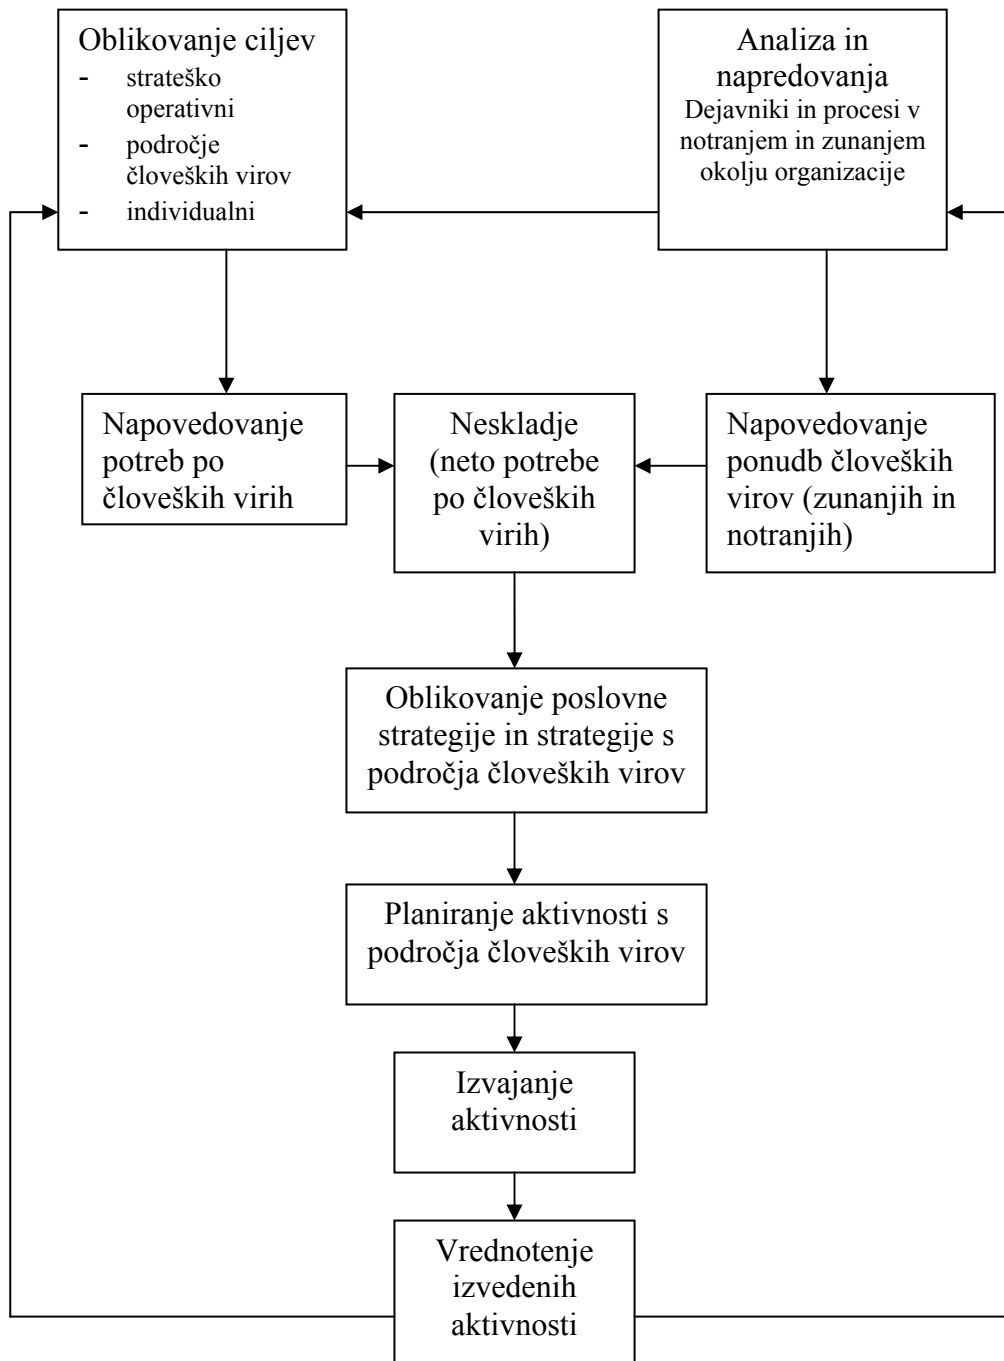 Oblikovanje ciljev
- strateško
operativni
- področje
človeških virov
- individualni
Analiza in
napredovanja
Dejavniki in procesi v
notranjem in zunanjem
okolju organizacije
Napovedovanje
potreb po
človeških virih
Neskladje
(neto potrebe
po človeških
virih)
Napovedovanje
ponudb človeških
virov (zunanjih in
notranjih)
Oblikovanje poslovne
strategije in strategije s
področja človeških virov
Planiranje aktivnosti s
področja človeških virov
Izvajanje
aktivnosti
Vrednotenje
izvedenih
aktivnosti